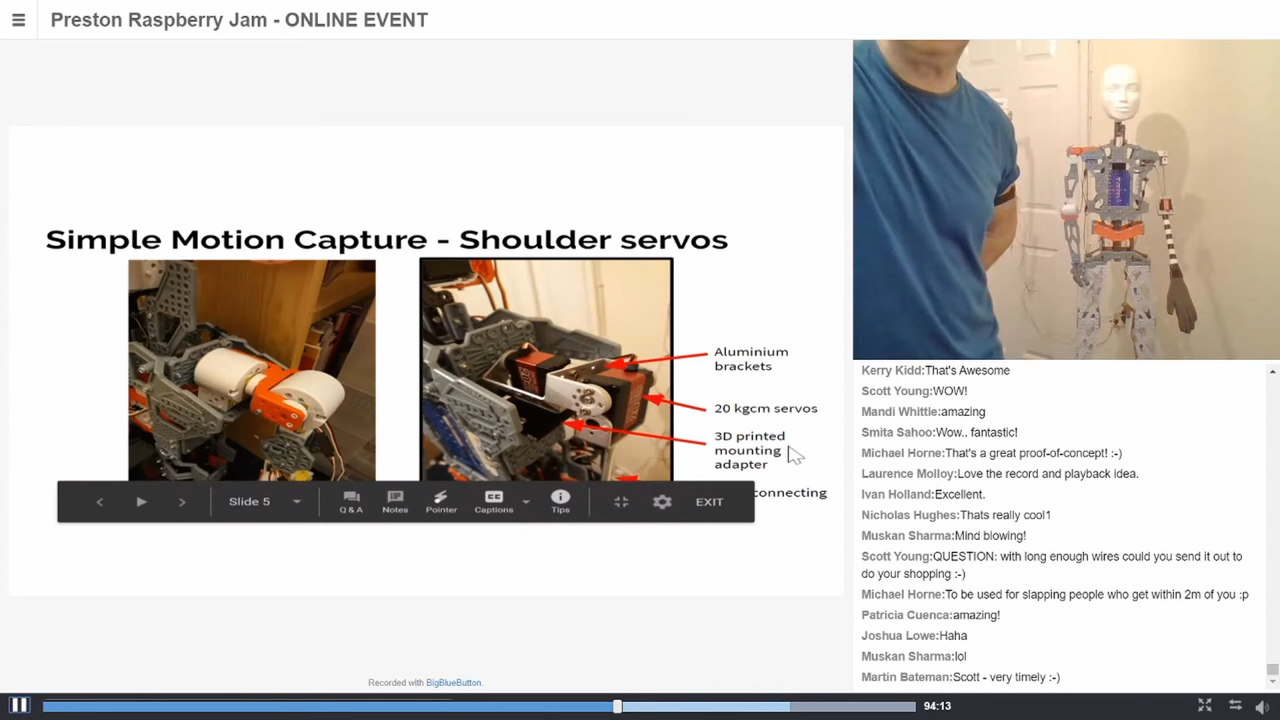 Preston Raspberry Jam - ONLINE EVENT
Simple Motion Capture - Shoulder servos
Aluminium
brackets
20 kgcm servos
3D printed
mounting
adapter
connecting
Slide 5
Q & A
Notes
Pointer
CC
Captions
Tips
EXIT
Kerry Kidd:That's Awesome
Scott Young:WOW!
Mandi Whittle:amazing
Smita Sahoo:Wow.. fantastic!
Michael Horne:That's a great proof-of-concept! :-)
Laurence Molloy:Love the record and playback idea.
Ivan Holland:Excellent.
Nicholas Hughes:Thats really cool1
Muskan Sharma:Mind blowing!
Scott Young:QUESTION: with long enough wires could you send it out to
do your shopping :-)
Michael Horne:To be used for slapping people who get within 2m of you :p
Patricia Cuenca:amazing!
Joshua Lowe:Haha
Muskan Sharma:lol
Martin Bateman:Scott - very timely :-)
Recorded with BigBlueButton.
94:13